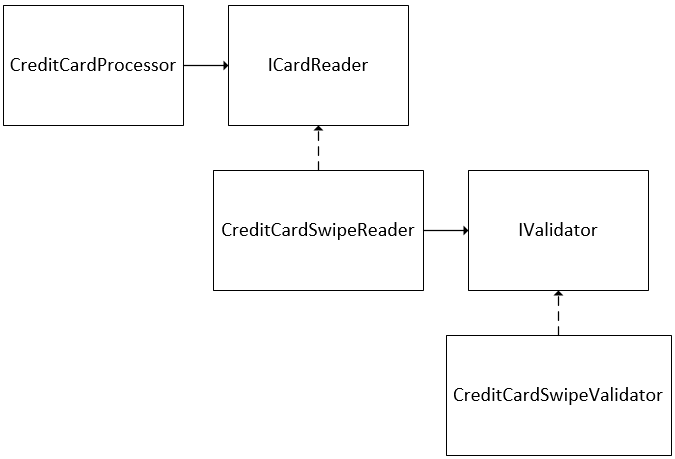 CreditCardProcessor
ICardReader
CreditCardSwipeReader
IValidator
CreditCardSwipeValidator